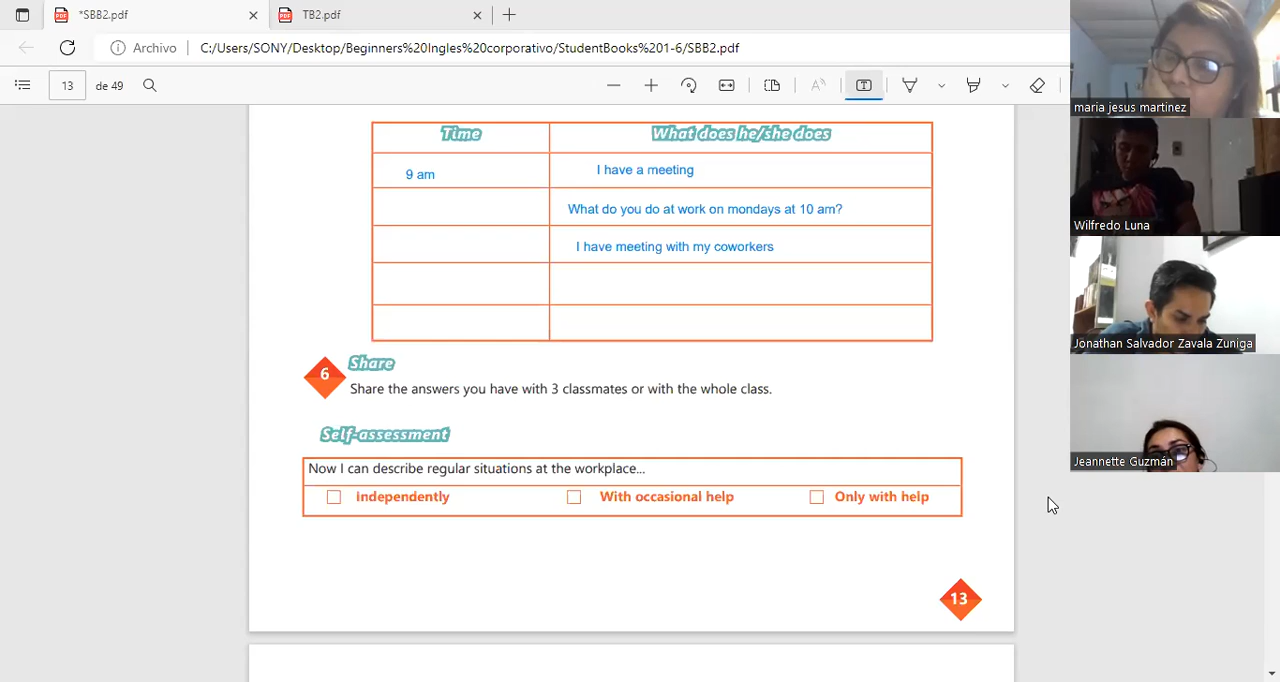 *SBB2.pdf
TB2.pdf
Archivo C:/Users/SONY/Desktop/Beginners%20Ingles%20corporativo/StudentBooks%201-6/SBB2.pdf
13 de 49
Time What does he/she does
9 am I have a meeting
What do you do at work on mondays at 10 am?
I have meeting with my coworkers
6 Share
Share the answers you have with 3 classmates or with the whole class.
Self-assessment
Now I can describe regular situations at the workplace...
independently With occasional help Only with help
13
maria jesus martinez
Wilfredo Luna
Jonathan Salvador Zavala Zuniga
Jeannette Guzmán